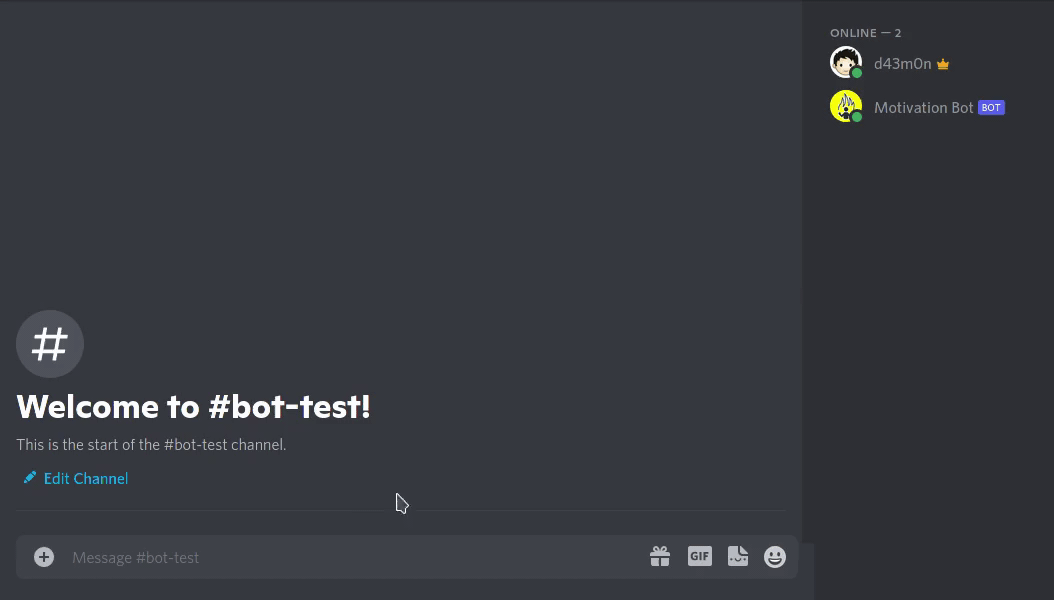 ONLINE — 2
d43m0n
Motivation Bot BOT
#
Welcome to #bot-test!
This is the start of the #bot-test channel.
Edit Channel
Message #bot-test
GIF